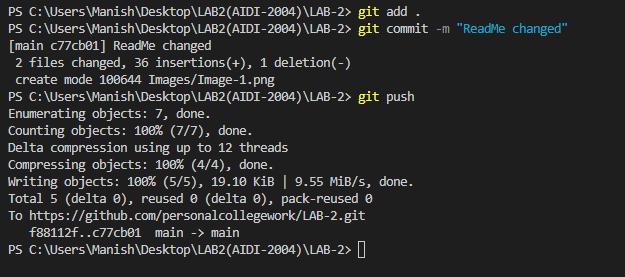 PS C:\Users\Manish\Desktop\LAB2(AIDI-2004)\LAB-2> git add .
PS C:\Users\Manish\Desktop\LAB2(AIDI-2004)\LAB-2> git commit -m "ReadMe changed"
[main c77cb01] ReadMe changed
 2 files changed, 36 insertions(+), 1 deletion(-)
 create mode 100644 Images/Image-1.png
PS C:\Users\Manish\Desktop\LAB2(AIDI-2004)\LAB-2> git push
Enumerating objects: 7, done.
Counting objects: 100% (7/7), done.
Delta compression using up to 12 threads
Compressing objects: 100% (4/4), done.
Writing objects: 100% (5/5), 19.10 KiB | 9.55 MiB/s, done.
Total 5 (delta 0), reused 0 (delta 0), pack-reused 0
To https://github.com/personalcollegework/LAB-2.git
   f88112f..c77cb01  main -> main
PS C:\Users\Manish\Desktop\LAB2(AIDI-2004)\LAB-2>